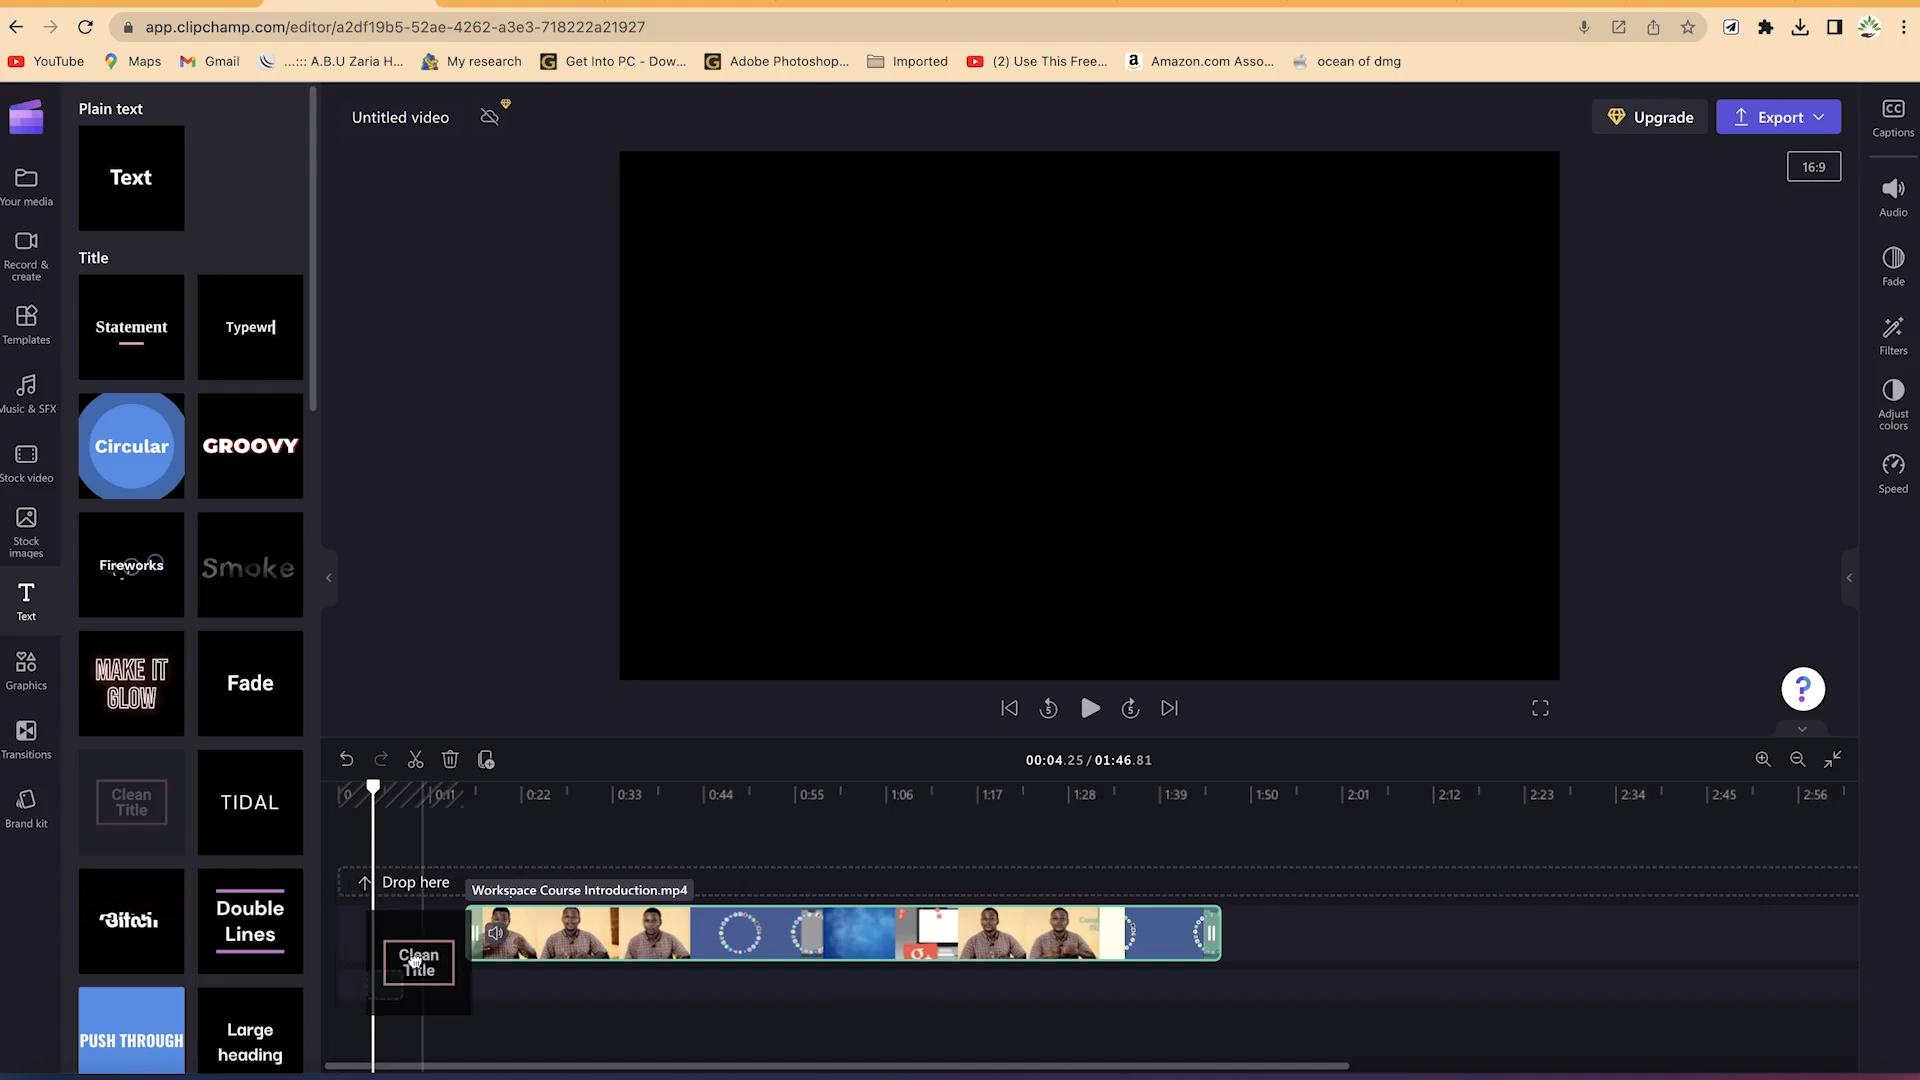 app.clipchamp.com/editor/a2df19b5-52ae-4262-a3e3-718222a21927
YouTube
Maps
Gmail
...::: A.B.U Zaria H...
My research
Get Into PC - Dow...
Adobe Photoshop...
Imported
(2) Use This Free...
Amazon.com Asso...
ocean of dmg
Your media
Record &
create
Templates
Music & SFX
Stock video
Stock
images
Text
Graphics
Transitions
Brand kit
Plain text
Text
Title
Statement
Typewr
Circular
GROOVY
Fireworks
Smoke
MAKE IT
GLOW
Fade
Clean
Title
TIDAL
Glitch
Double
Lines
PUSH THROUGH
Large
heading
Untitled video
Upgrade
Export
16:9
Captions
Audio
Fade
Filters
Adjust
colors
Speed
5
5
?
00:04.25 / 01:46.81
0
0:11
0:22
0:33
0:44
0:55
1:06
1:17
1:28
1:39
1:50
2:01
2:12
2:23
2:34
2:45
2:56
Drop here
Workspace Course Introduction.mp4
Clean
Title